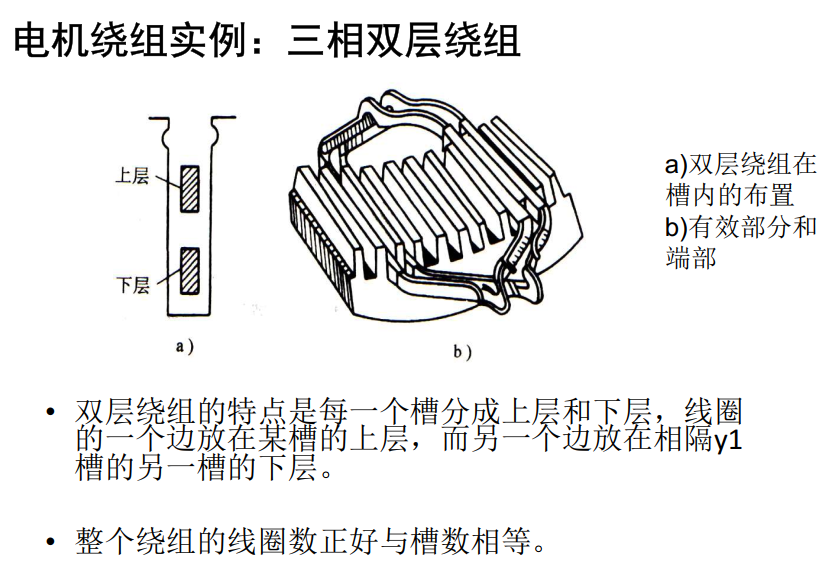 电机绕组实例：三相双层绕组
上层
下层
a）
b）
a)双层绕组在
槽内的布置
b)有效部分和
端部
• 双层绕组的特点是每一个槽分成上层和下层，线圈
的一个边放在某槽的上层，而另一个边放在相隔y1
槽的另一槽的下层。
• 整个绕组的线圈数正好与槽数相等。